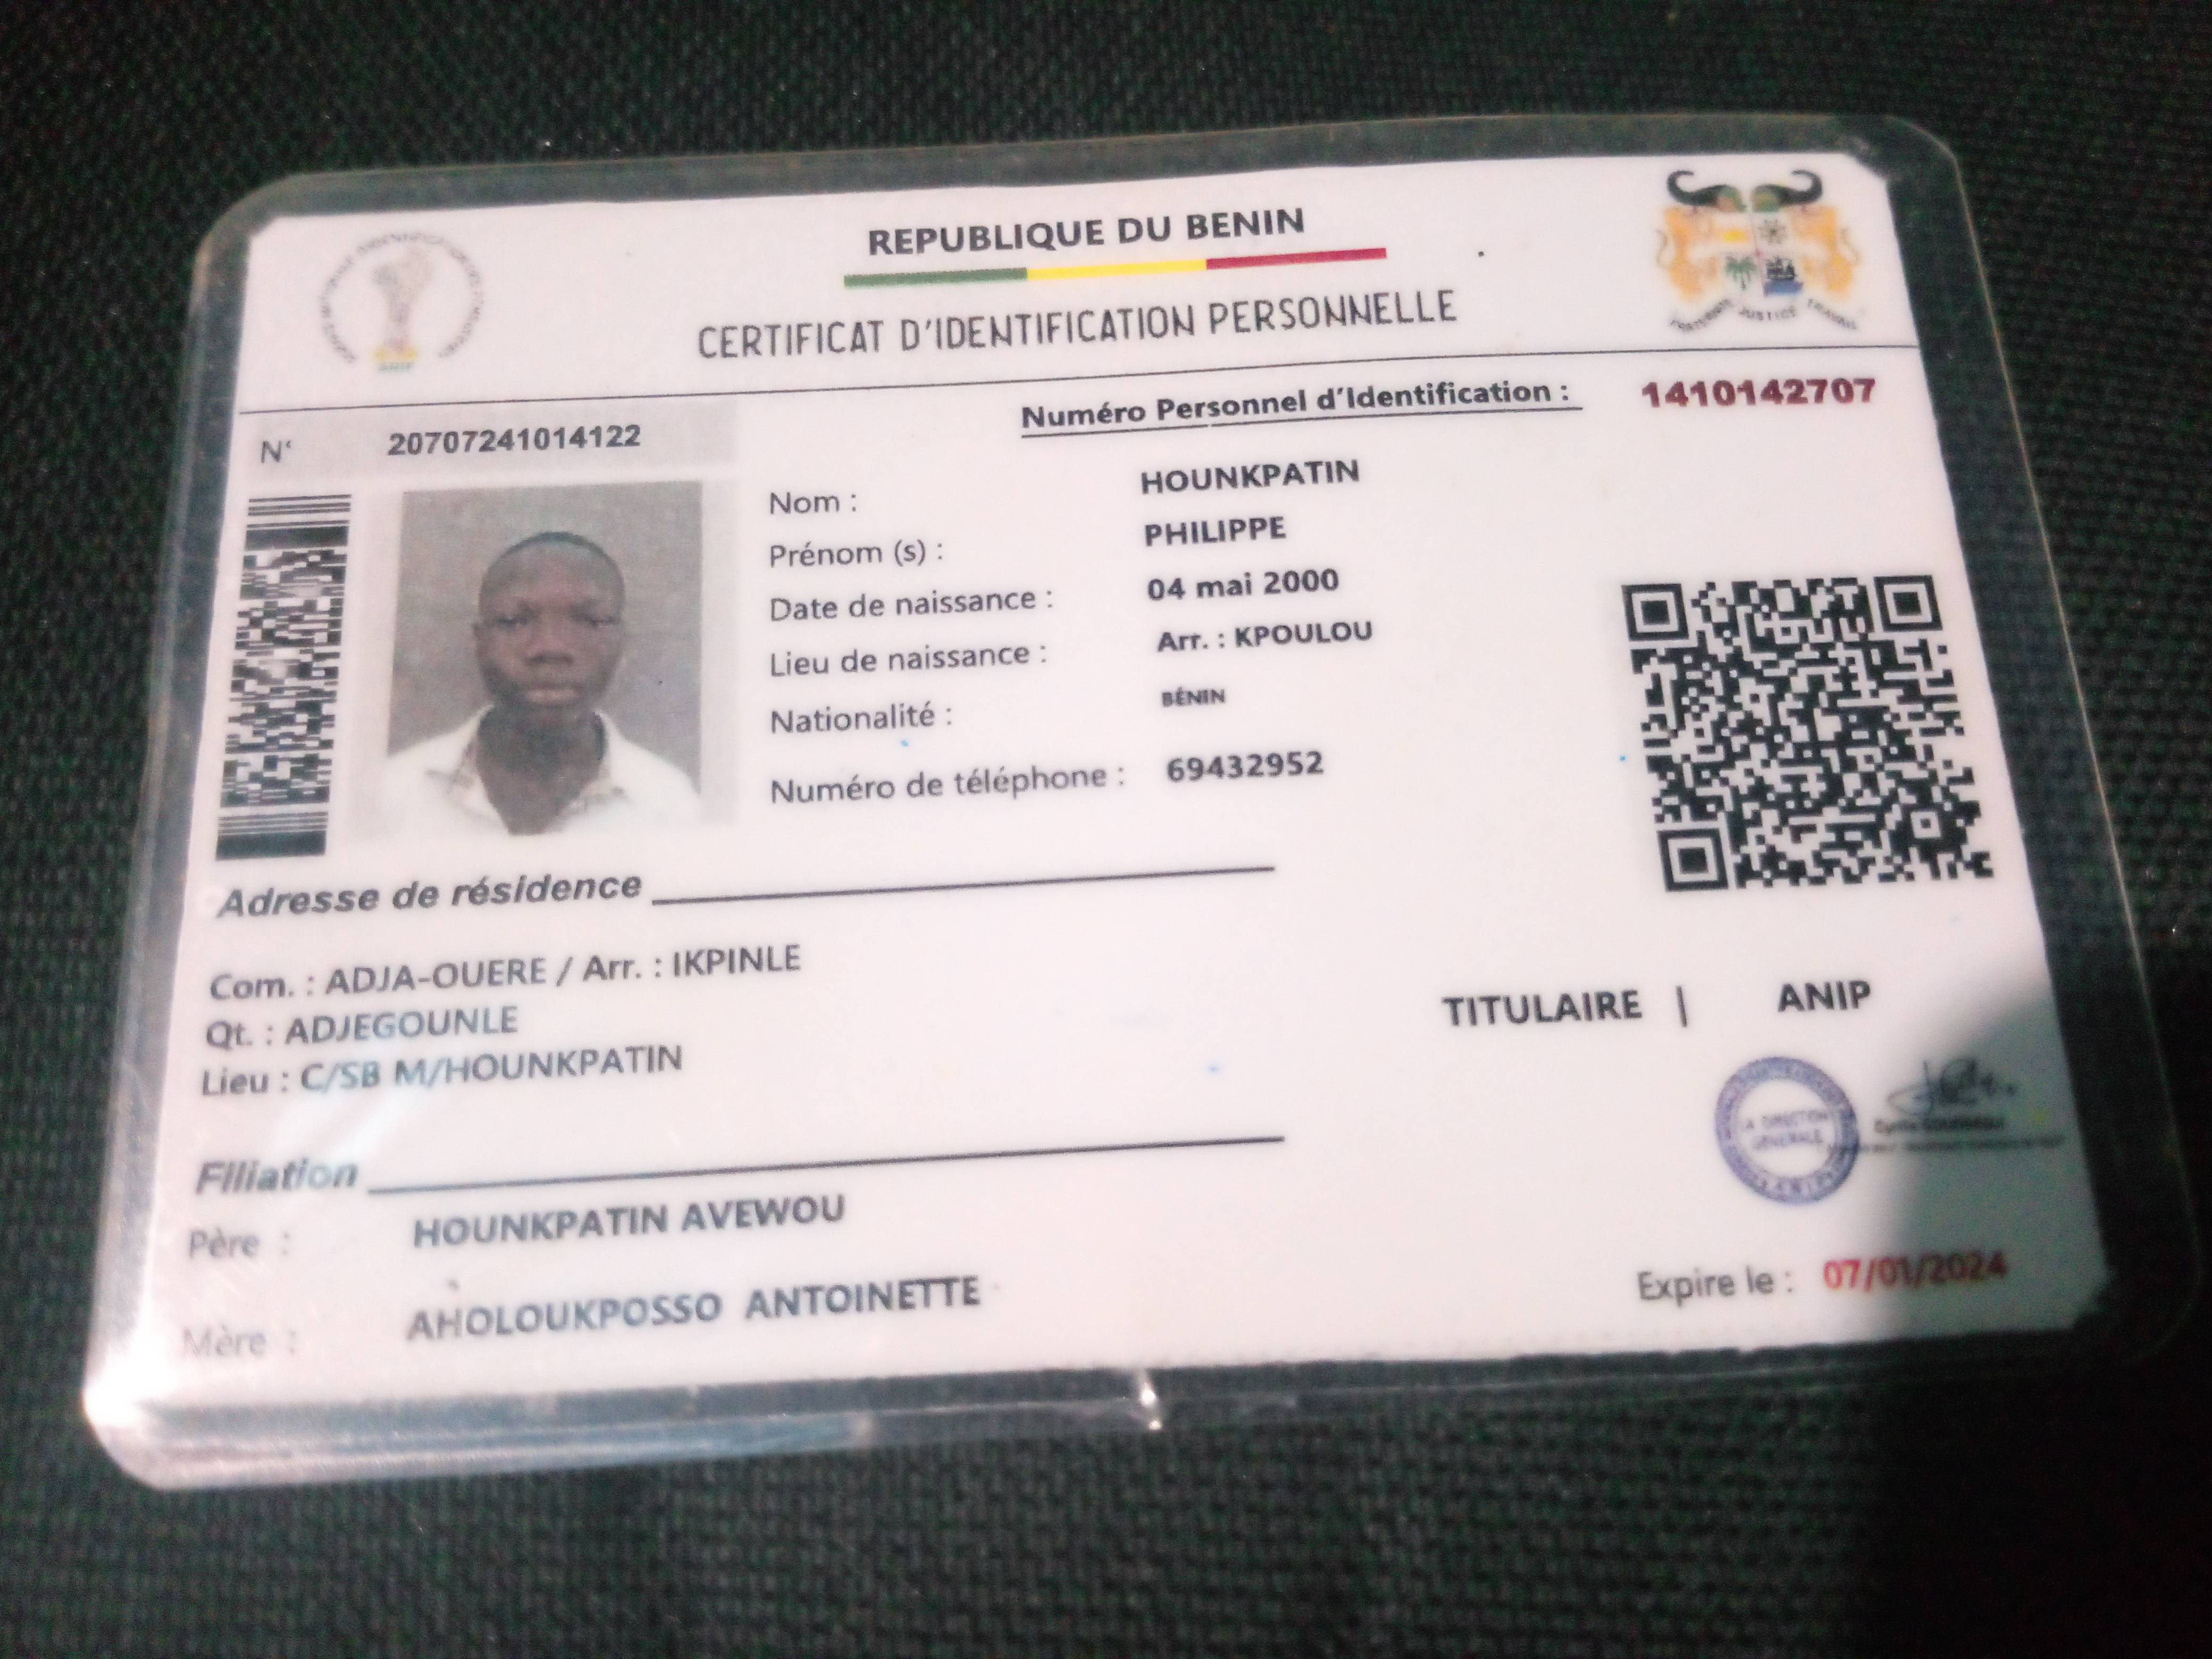 REPUBLIQUE DU BENIN
CERTIFICAT D'IDENTIFICATION PERSONNELLE
Numéro Personnel d'Identification : 1410142707
N° 20707241014122
Nom : HOUNKPATIN
Prénom (s) : PHILIPPE
Date de naissance : 04 mai 2000
Lieu de naissance : Arr. : KPOULOU
Nationalité : BÉNIN
Numéro de téléphone : 69432952
Adresse de résidence
Com. : ADJA-OUERE / Arr. : IKPINLE
Qt. : ADJEGOUNLE
Lieu : C/SB M/HOUNKPATIN
TITULAIRE | ANIP
LA DIRECTION
GENERALE
Filiation
Père : HOUNKPATIN AVEWOU
Mère : AHOLOUKPOSSO ANTOINETTE
Expire le : 07/01/2024
FRATERNITE JUSTICE TRAVAIL
ANIP